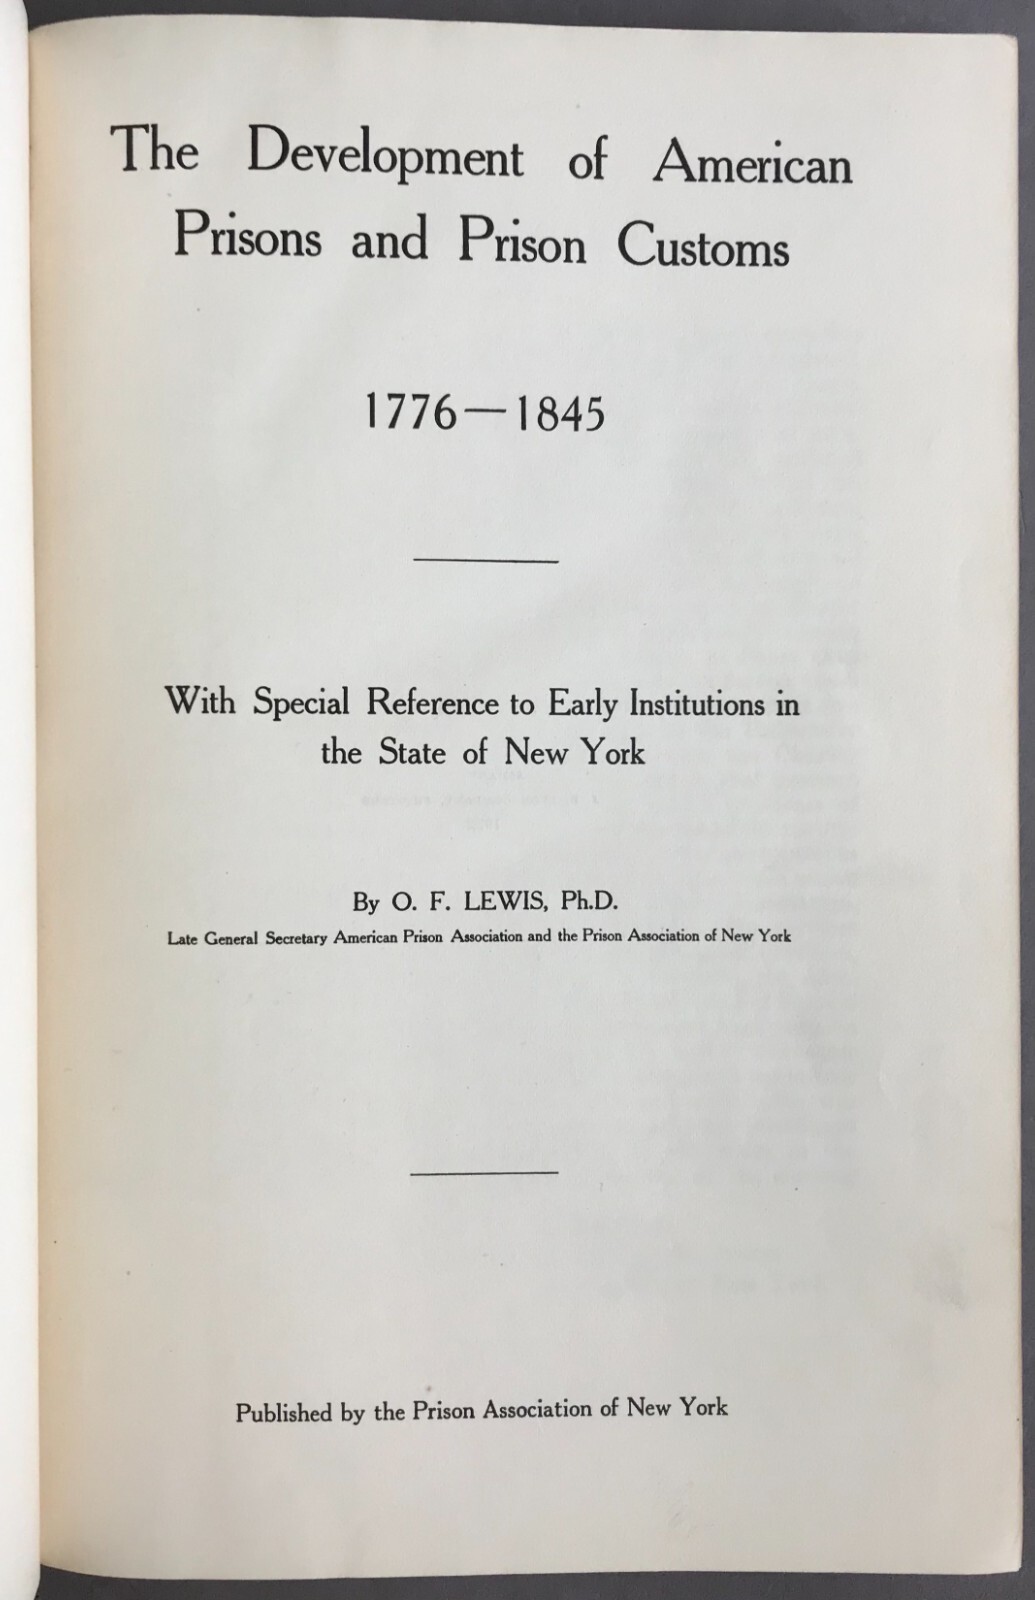 The Development of American
Prisons and Prison Customs
1776—1845
With Special Reference to Early Institutions in
the State of New York
By O. F. LEWIS, Ph.D.
Late General Secretary American Prison Association and the Prison Association of New York
Published by the Prison Association of New York